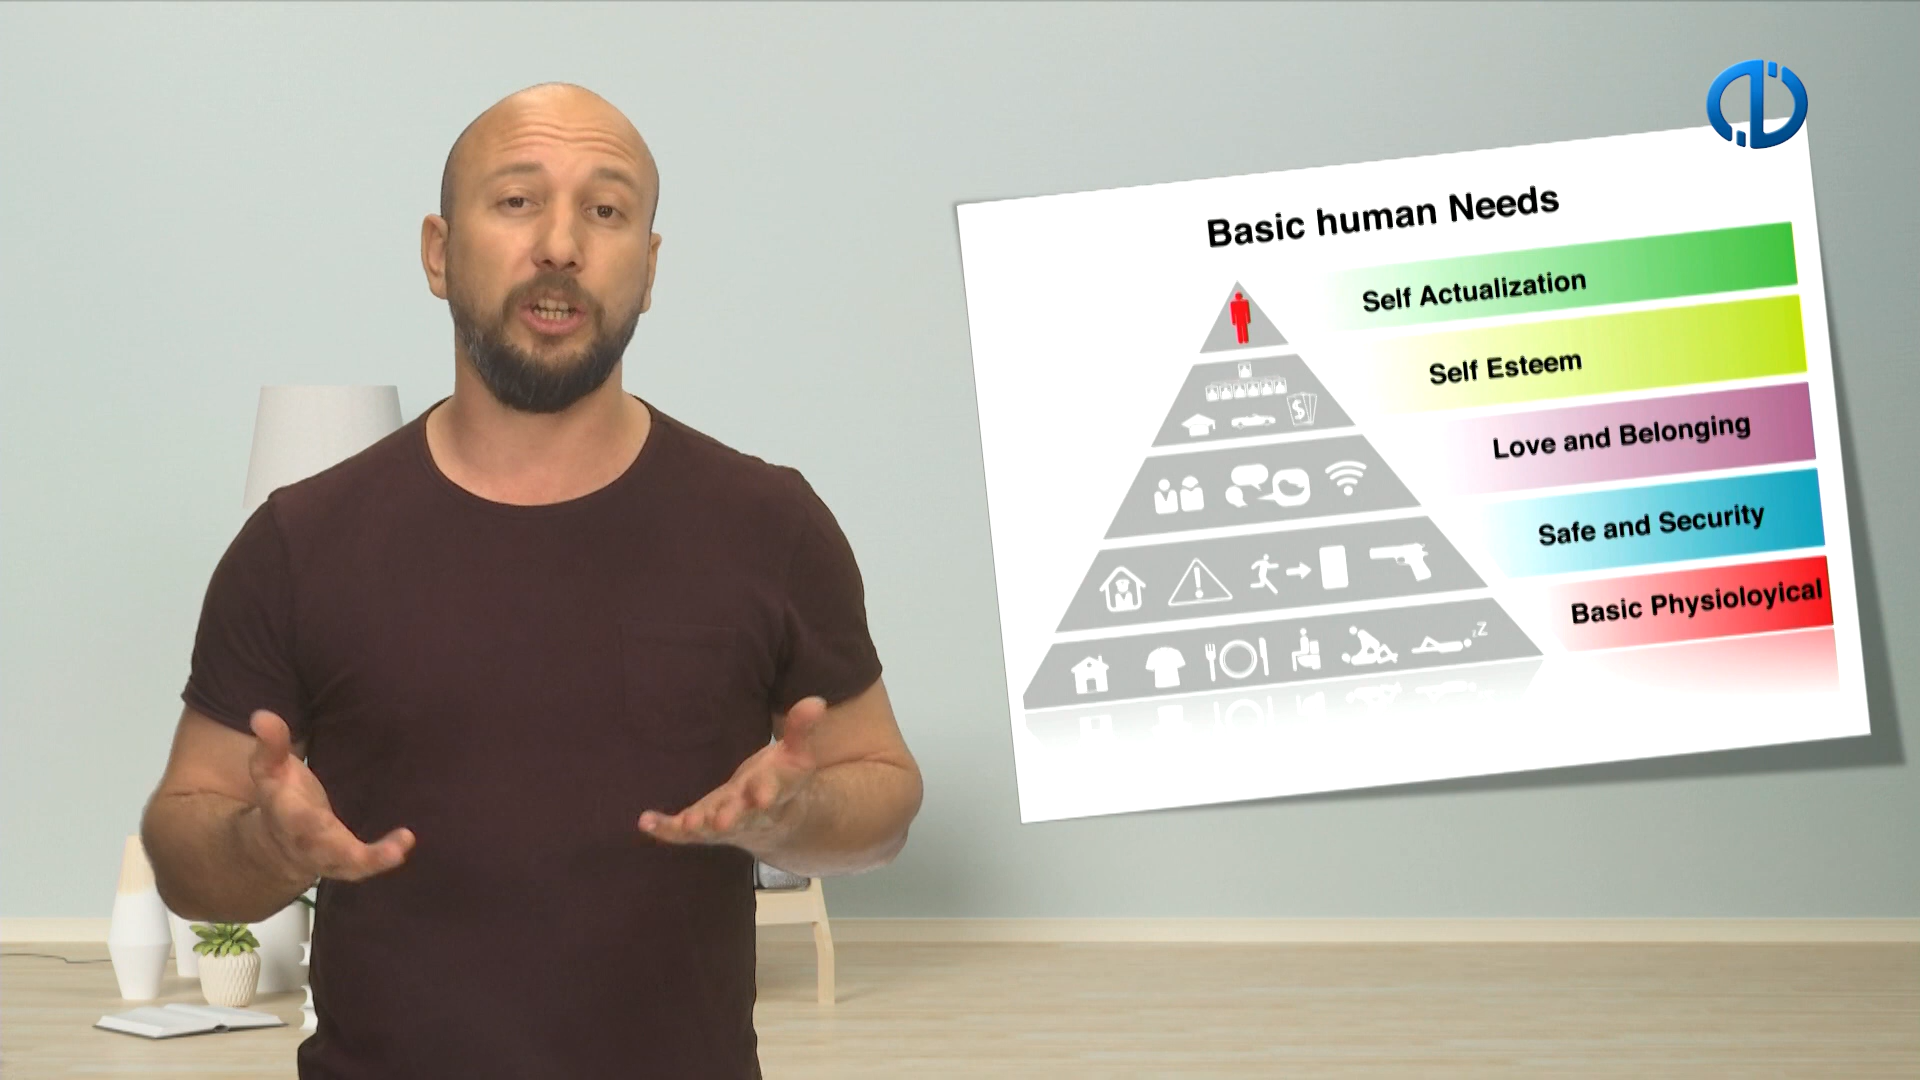 Basic human Needs
Self Actualization
Self Esteem
Love and Belonging
Safe and Security
Basic Physioloyical